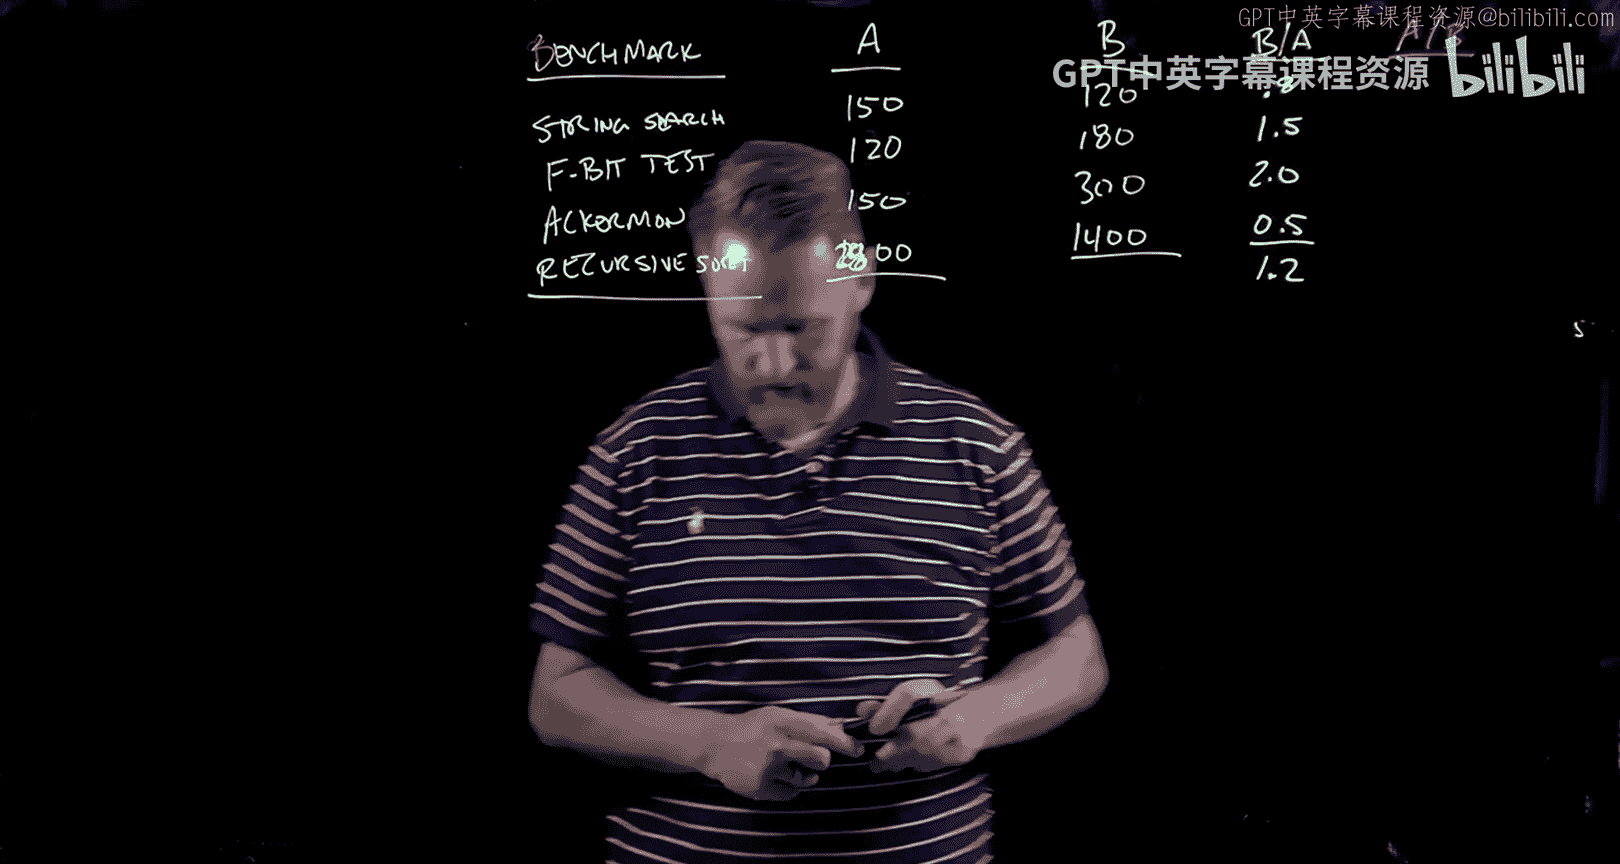 GPT中英字幕课程资源@bilibili.com
BENCHMARK A B B/A A/B
GPT中英字幕课程资源 bilibili
STRING SEARCH 150 120 .8
F-BIT TEST 120 180 1.5
ACKERMON 150 300 2.0
RECURSIVE SORT 2800 1400 0.5
1.2
5